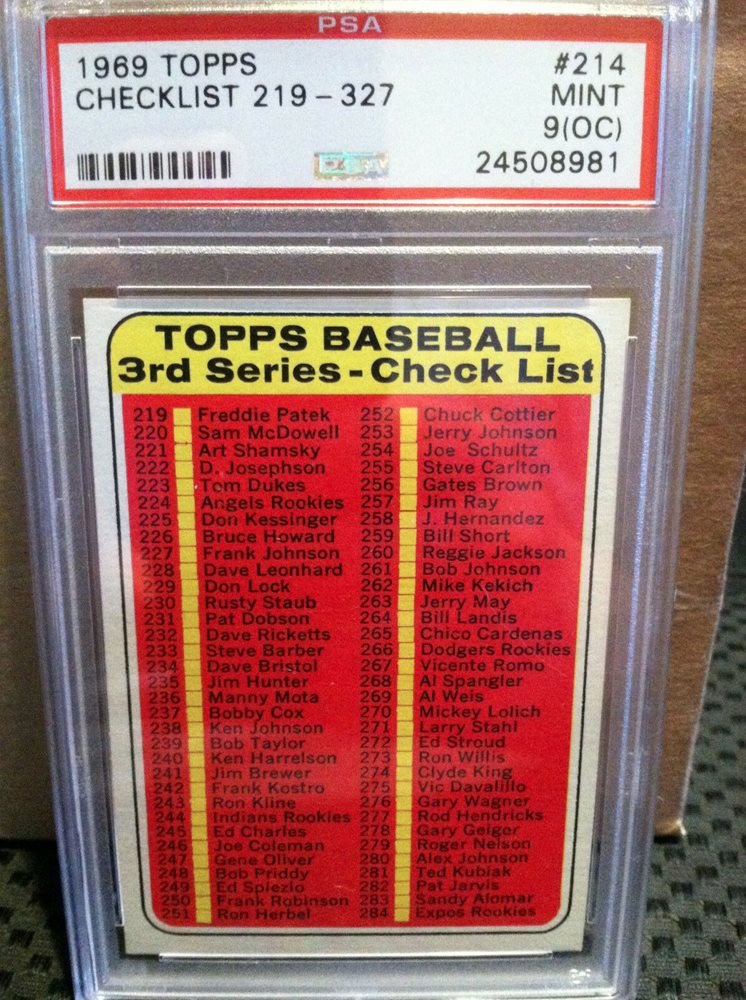 PSA
1969 TOPPS #214
CHECKLIST 219-327 MINT
9(OC)
24508981
TOPPS BASEBALL
3rd Series - Check List
219 Freddie Patek 252 Chuck Cottier
220 Sam McDowell 253 Jerry Johnson
221 Art Shamsky 254 Joe Schultz
222 D. Josephson 255 Steve Carlton
223 Tom Dukes 256 Gates Brown
224 Angels Rookies 257 Jim Ray
225 Don Kessinger 258 J. Hernandez
226 Bruce Howard 259 Bill Short
227 Frank Johnson 260 Reggie Jackson
228 Dave Leonhard 261 Bob Johnson
229 Don Lock 262 Mike Kekich
230 Rusty Staub 263 Jerry May
231 Pat Dobson 264 Bill Landis
232 Dave Ricketts 265 Chico Cardenas
233 Steve Barber 266 Dodgers Rookies
234 Dave Bristol 267 Vicente Romo
235 Jim Hunter 268 Al Spangler
236 Manny Mota 269 Al Weis
237 Bobby Cox 270 Mickey Lolich
238 Ken Johnson 271 Larry Stahl
239 Bob Taylor 272 Ed Stroud
240 Ken Harrelson 273 Ron Willis
241 Jim Brewer 274 Clyde King
242 Frank Kostro 275 Vic Davalillo
243 Ron Kline 276 Gary Wagner
244 Indians Rookies 277 Rod Hendricks
245 Ed Charles 278 Gary Geiger
246 Joe Coleman 279 Roger Nelson
247 Gene Oliver 280 Alex Johnson
248 Bob Priddy 281 Ted Kubiak
249 Ed Spiezio 282 Pat Jarvis
250 Frank Robinson 283 Sandy Alomar
251 Ron Herbel 284 Expos Rookies